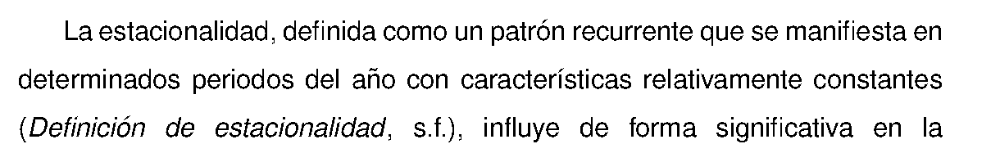 La estacionalidad, definida como un patrón recurrente que se manifiesta en
determinados periodos del año con características relativamente constantes
(Definición de estacionalidad, s.f.), influye de forma significativa en la